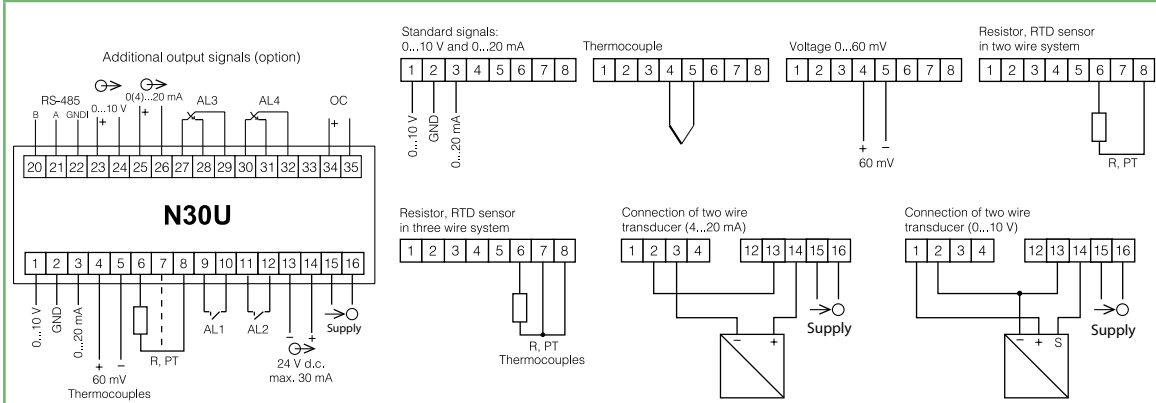 Additional output signals (option)
RS-485
B A GNDI
0...10 V
+
0(4)...20 mA
+
AL3
AL4
OC
+ -
20 21 22 23 24 25 26 27 28 29 30 31 32 33 34 35
N30U
1 2 3 4 5 6 7 8 9 10 11 12 13 14 15 16
0...10 V
GND
0...20 mA
+ −
60 mV
Thermocouples
R, PT
AL1
AL2
− +
24 V d.c.
max. 30 mA
Supply
Standard signals:
0...10 V and 0...20 mA
1 2 3 4 5 6 7 8
0...10 V
GND
0...20 mA
Thermocouple
1 2 3 4 5 6 7 8
Voltage 0...60 mV
1 2 3 4 5 6 7 8
+ −
60 mV
Resistor, RTD sensor
in two wire system
1 2 3 4 5 6 7 8
R, PT
Resistor, RTD sensor
in three wire system
1 2 3 4 5 6 7 8
R, PT
Thermocouples
Connection of two wire
transducer (4...20 mA)
1 2 3 4 12 13 14 15 16
Supply
− +
Connection of two wire
transducer (0...10 V)
1 2 3 4 12 13 14 15 16
Supply
− + S